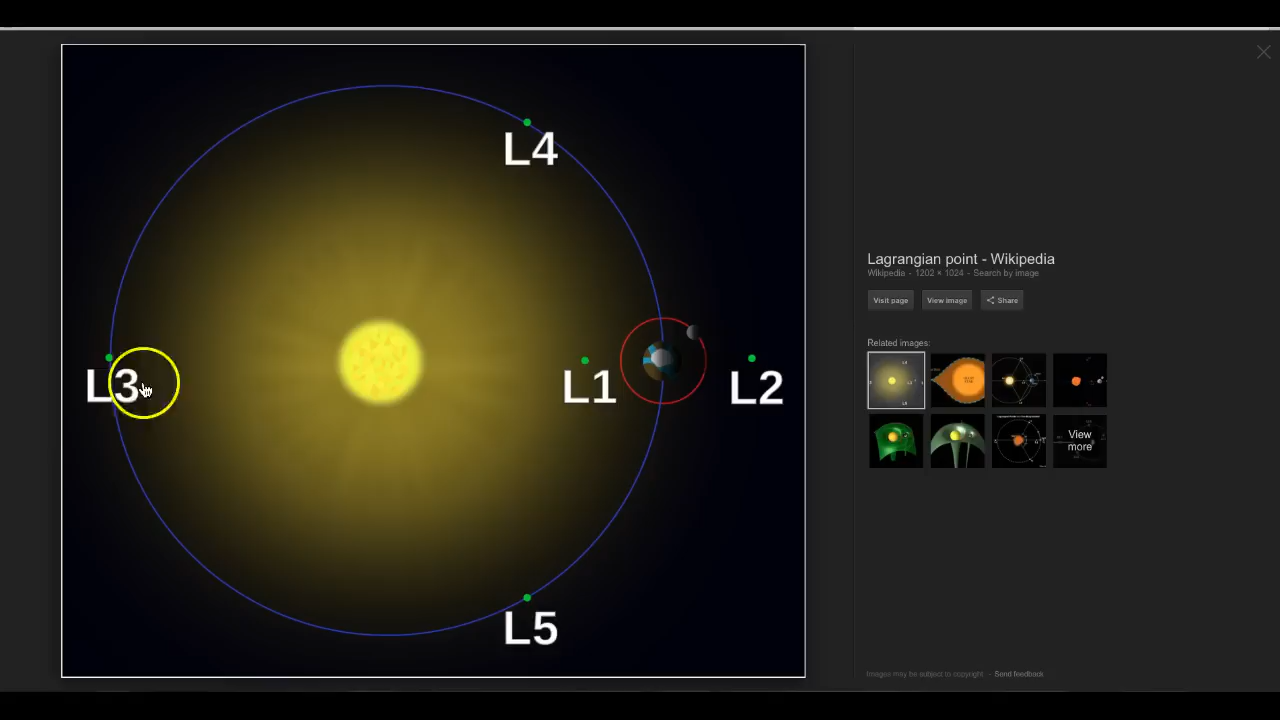 L4
L3
L1
L2
L5
Lagrangian point - Wikipedia
Wikipedia - 1202 × 1024 - Search by image
Visit page
View image
Share
Related images:
View
more
Images may be subject to copyright - Send feedback